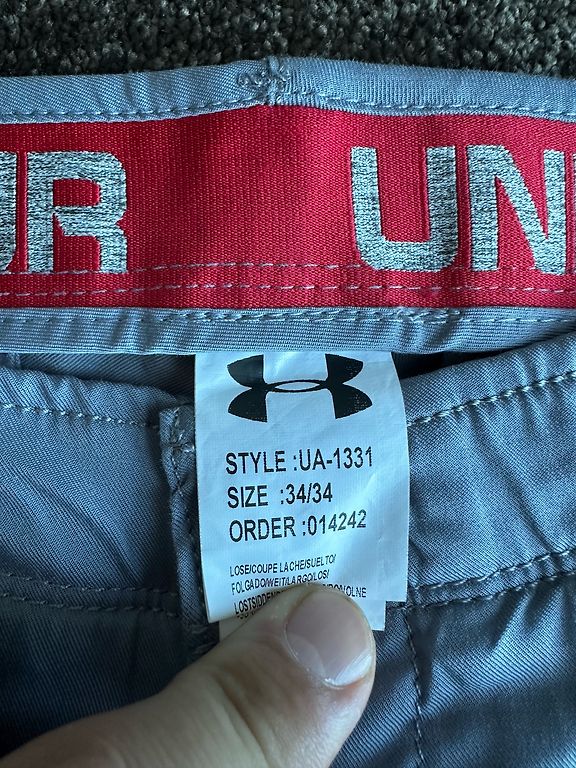 UR UN
STYLE :UA-1331
SIZE :34/34
ORDER :014242
LOSE/COUPE LACHE/SUELTO/
FOLGADO/WEIT/LARGO/LOS/